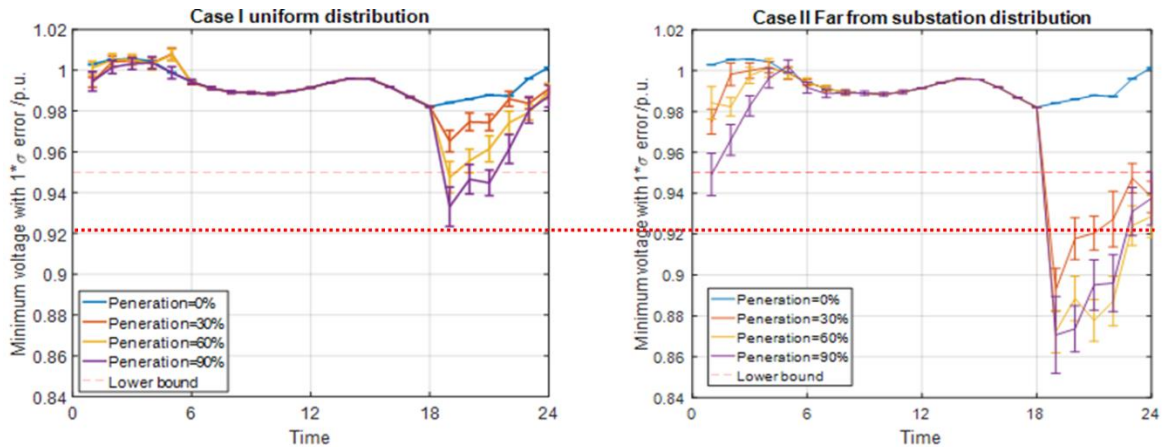 Case I uniform distribution
Minimum voltage with 1*σ error /p.u.
1.02
1
0.98
0.96
0.94
0.92
0.9
0.88
0.86
0.84
Peneration=0%
Peneration=30%
Peneration=60%
Peneration=90%
Lower bound
0 6 12 18 24
Time
Case II Far from substation distribution
Minimum voltage with 1*σ error /p.u.
1.02
1
0.98
0.96
0.94
0.92
0.9
0.88
0.86
0.84
Peneration=0%
Peneration=30%
Peneration=60%
Peneration=90%
Lower bound
0 6 12 18 24
Time